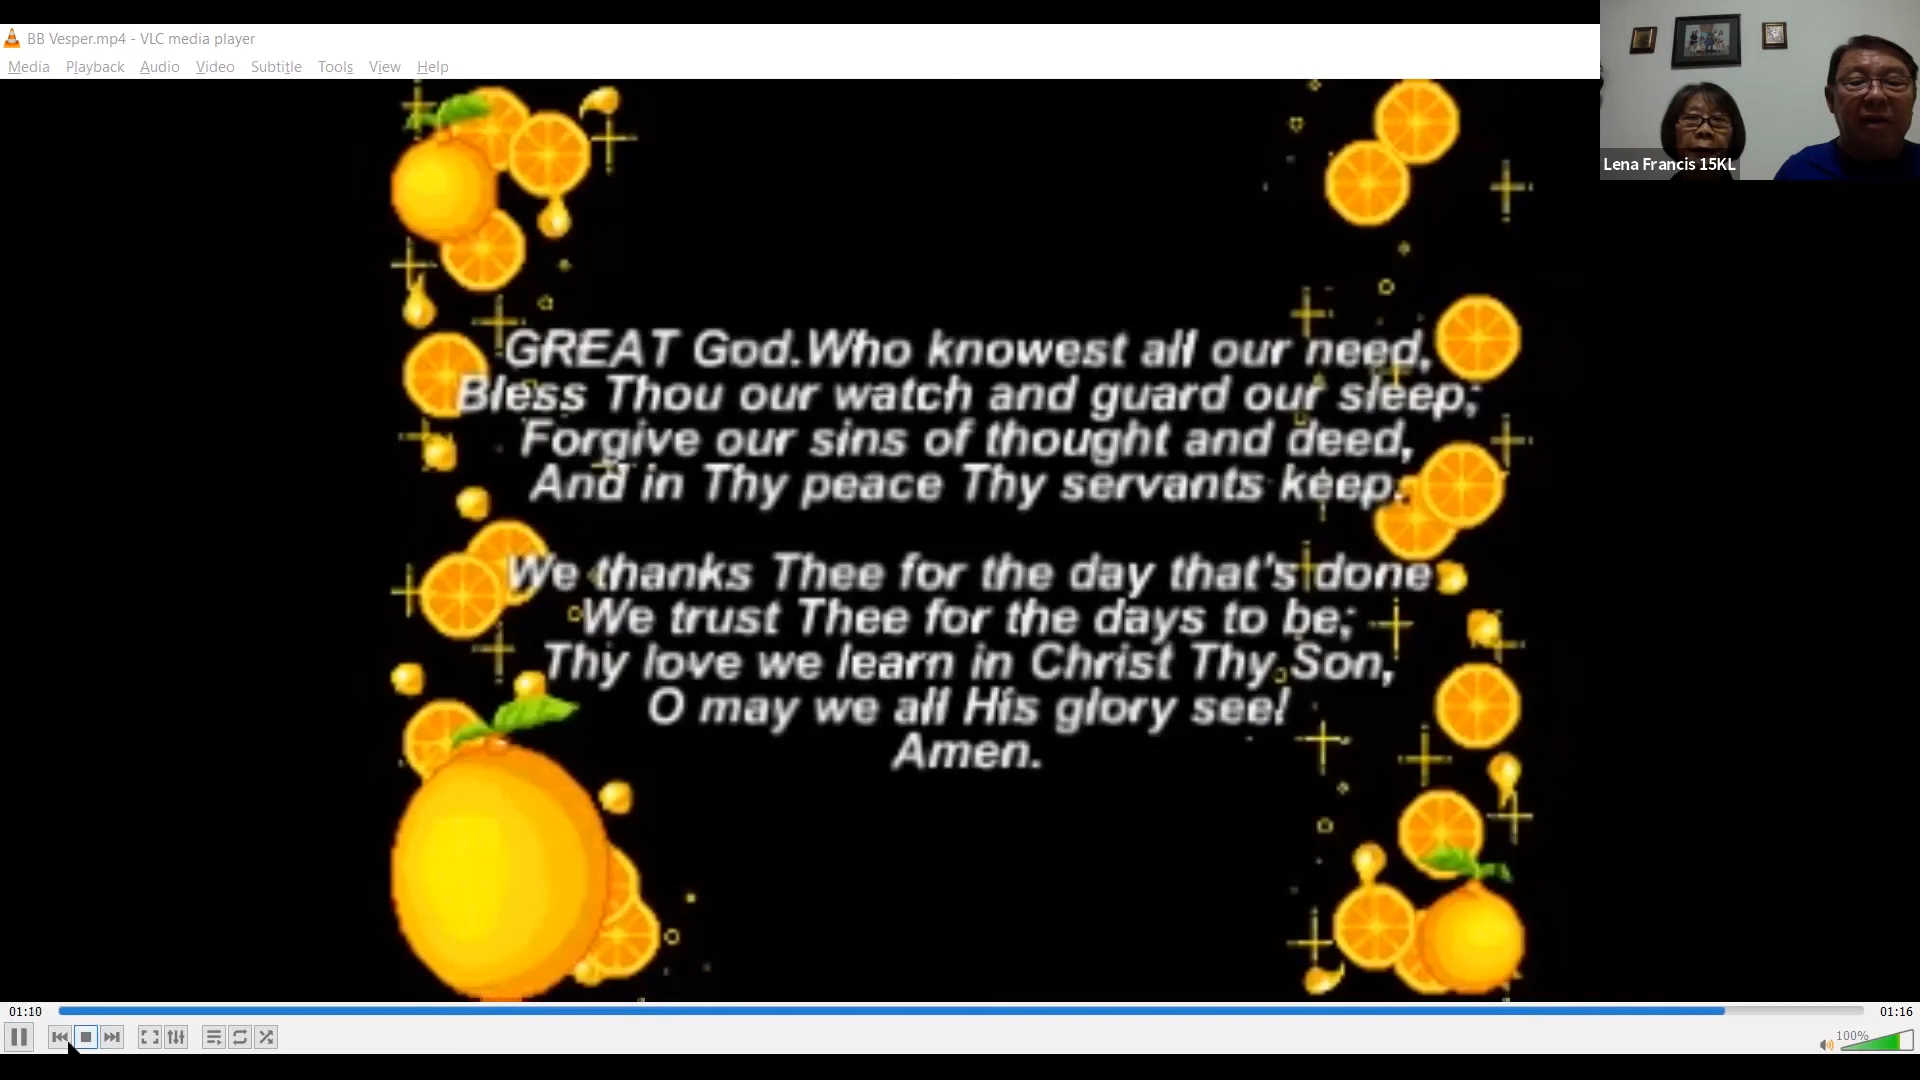 BB Vesper.mp4 - VLC media player
Media Playback Audio Video Subtitle Tools View Help
Lena Francis 15KL
GREAT God.Who knowest all our need,
Bless Thou our watch and guard our sleep;
Forgive our sins of thought and deed,
And in Thy peace Thy servants keep.
We thanks Thee for the day that's done
We trust Thee for the days to be;
Thy love we learn in Christ Thy Son,
O may we all His glory see!
Amen.
01:10
01:16
100%